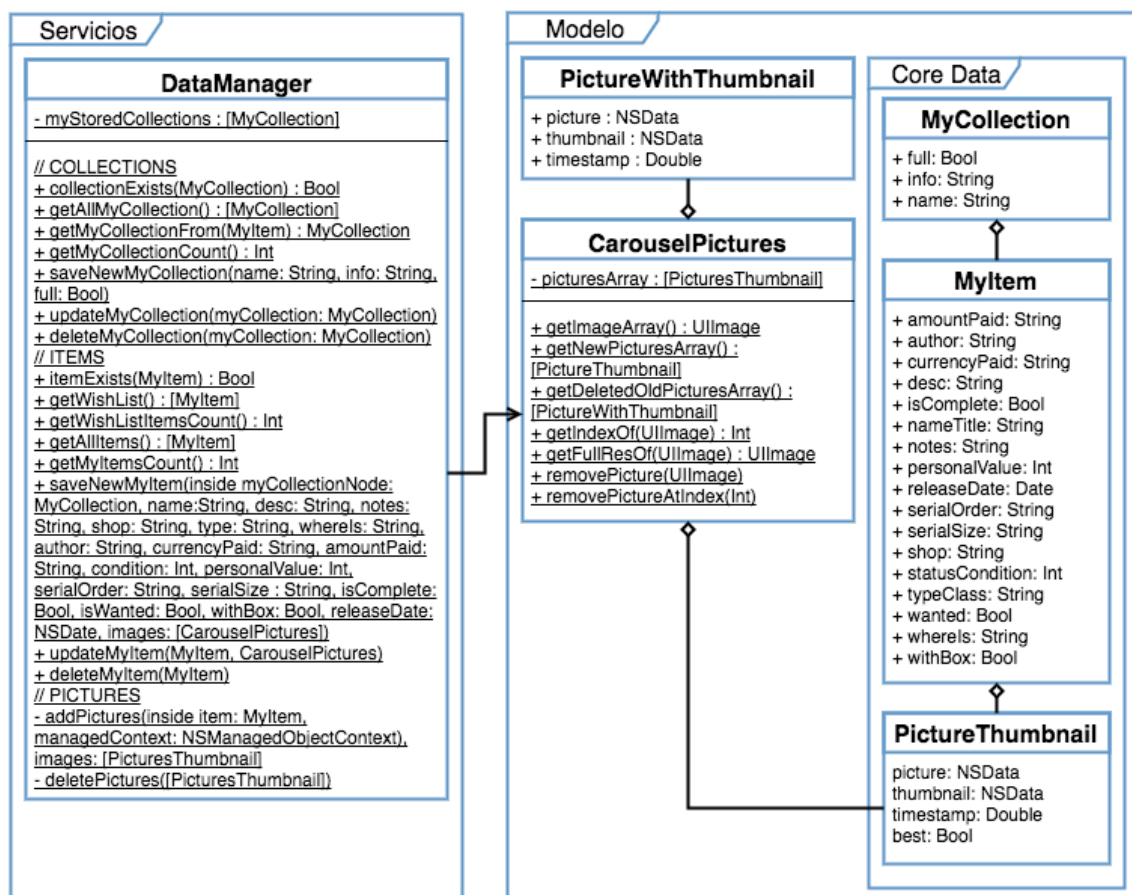 Servicios
DataManager
- myStoredCollections : [MyCollection]
// COLLECTIONS
+ collectionExists(MyCollection) : Bool
+ getAllMyCollection() : [MyCollection]
+ getMyCollectionFrom(MyItem) : MyCollection
+ getMyCollectionCount() : Int
+ saveNewMyCollection(name: String, info: String,
full: Bool)
+ updateMyCollection(myCollection: MyCollection)
+ deleteMyCollection(myCollection: MyCollection)
// ITEMS
+ itemExists(MyItem) : Bool
+ getWishList() : [MyItem]
+ getWishListItemsCount() : Int
+ getAllItems() : [MyItem]
+ getMyItemsCount() : Int
+ saveNewMyItem(inside myCollectionNode:
MyCollection, name:String, desc: String, notes:
String, shop: String, type: String, whereIs: String,
author: String, currencyPaid: String, amountPaid:
String, condition: Int, personalValue: Int,
serialOrder: String, serialSize : String, isComplete:
Bool, isWanted: Bool, withBox: Bool, releaseDate:
NSDate, images: [CarouselPictures])
+ updateMyItem(MyItem, CarouselPictures)
+ deleteMyItem(MyItem)
// PICTURES
- addPictures(inside item: MyItem,
managedContext: NSManagedObjectContext),
images: [PicturesThumbnail]
- deletePictures([PicturesThumbnail])
Modelo
PictureWithThumbnail
+ picture : NSData
+ thumbnail : NSData
+ timestamp : Double
CarouselPictures
- picturesArray : [PicturesThumbnail]
+ getImageArray() : UIImage
+ getNewPicturesArray() :
[PictureThumbnail]
+ getDeletedOldPicturesArray() :
[PictureWithThumbnail]
+ getIndexOf(UIImage) : Int
+ getFullResOf(UIImage) : UIImage
+ removePicture(UIImage)
+ removePictureAtIndex(Int)
Core Data
MyCollection
+ full: Bool
+ info: String
+ name: String
MyItem
+ amountPaid: String
+ author: String
+ currencyPaid: String
+ desc: String
+ isComplete: Bool
+ nameTitle: String
+ notes: String
+ personalValue: Int
+ releaseDate: Date
+ serialOrder: String
+ serialSize: String
+ shop: String
+ statusCondition: Int
+ typeClass: String
+ wanted: Bool
+ whereIs: String
+ withBox: Bool
PictureThumbnail
picture: NSData
thumbnail: NSData
timestamp: Double
best: Bool